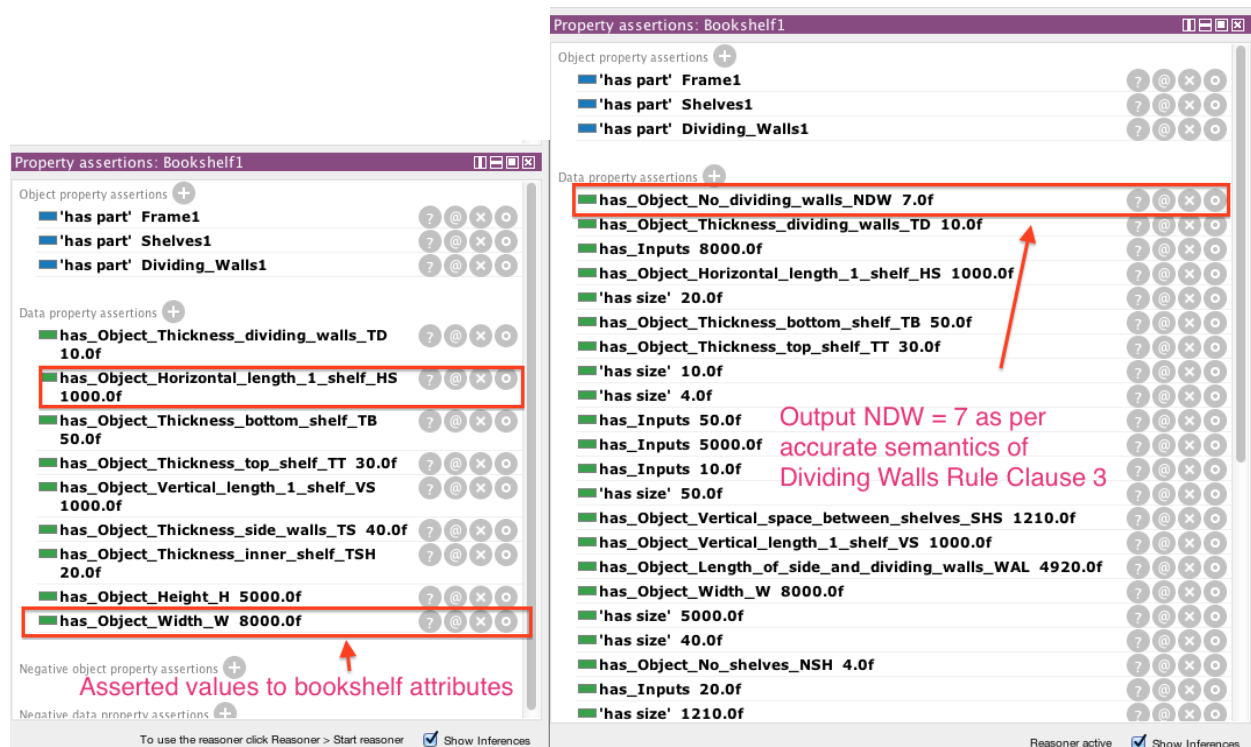 Property assertions: Bookshelf1
Object property assertions
'has part' Frame1
'has part' Shelves1
'has part' Dividing_Walls1
Data property assertions
has_Object_Thickness_dividing_walls_TD
10.0f
has_Object_Horizontal_length_1_shelf_HS
1000.0f
has_Object_Thickness_bottom_shelf_TB
50.0f
has_Object_Thickness_top_shelf_TT 30.0f
has_Object_Vertical_length_1_shelf_VS
1000.0f
has_Object_Thickness_side_walls_TS 40.0f
has_Object_Thickness_inner_shelf_TSH
20.0f
has_Object_Height_H 5000.0f
has_Object_Width_W 8000.0f
Negative object property assertions
Asserted values to bookshelf attributes
Negative data property assertions
To use the reasoner click Reasoner > Start reasoner Show Inferences
Property assertions: Bookshelf1
Object property assertions
'has part' Frame1
'has part' Shelves1
'has part' Dividing_Walls1
Data property assertions
has_Object_No_dividing_walls_NDW 7.0f
has_Object_Thickness_dividing_walls_TD 10.0f
has_Inputs 8000.0f
has_Object_Horizontal_length_1_shelf_HS 1000.0f
'has size' 20.0f
has_Object_Thickness_bottom_shelf_TB 50.0f
has_Object_Thickness_top_shelf_TT 30.0f
'has size' 10.0f
'has size' 4.0f
has_Inputs 50.0f
has_Inputs 5000.0f
has_Inputs 10.0f
Output NDW = 7 as per
accurate semantics of
Dividing Walls Rule Clause 3
'has size' 50.0f
has_Object_Vertical_space_between_shelves_SHS 1210.0f
has_Object_Vertical_length_1_shelf_VS 1000.0f
has_Object_Length_of_side_and_dividing_walls_WAL 4920.0f
has_Object_Width_W 8000.0f
'has size' 5000.0f
'has size' 40.0f
has_Object_No_shelves_NSH 4.0f
has_Inputs 20.0f
'has size' 1210.0f
Reasoner active Show Inferences